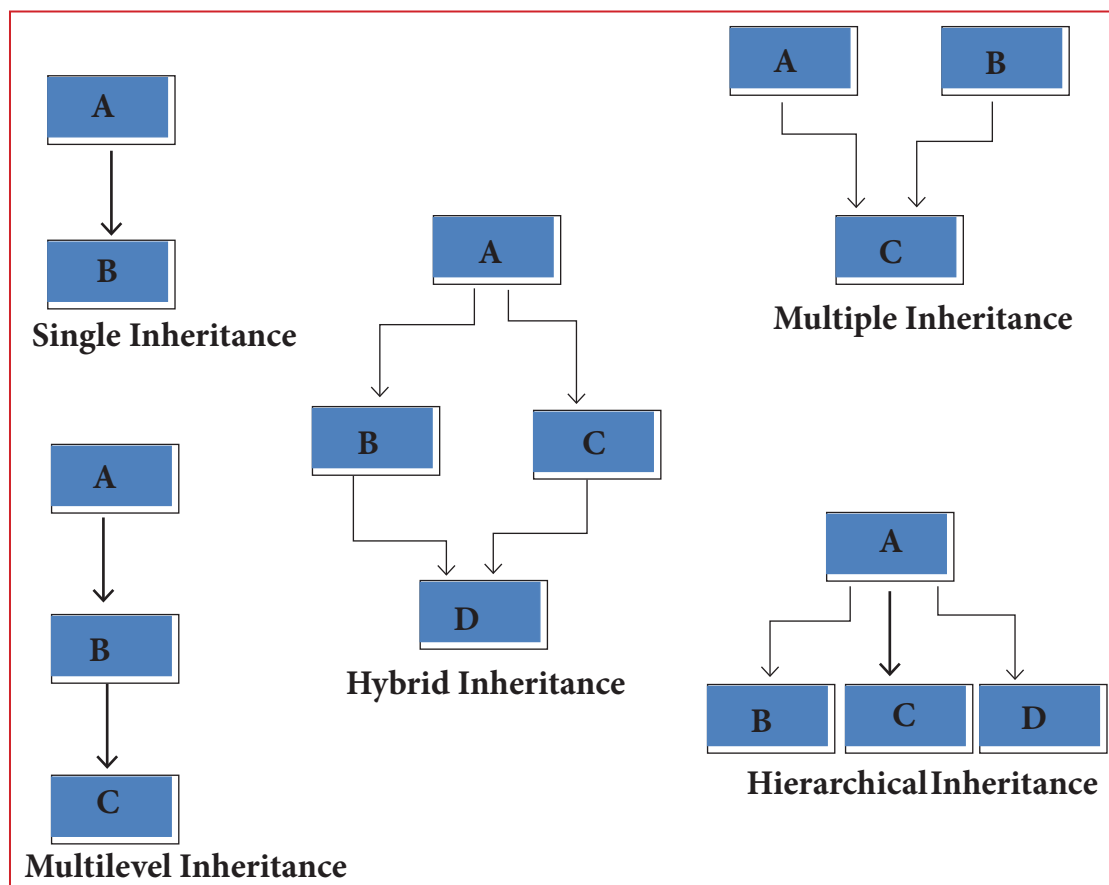 A
B
Single Inheritance
A
B
C
Multiple Inheritance
A
B
C
D
Hybrid Inheritance
A
B
C
Multilevel Inheritance
A
B
C
D
Hierarchical Inheritance